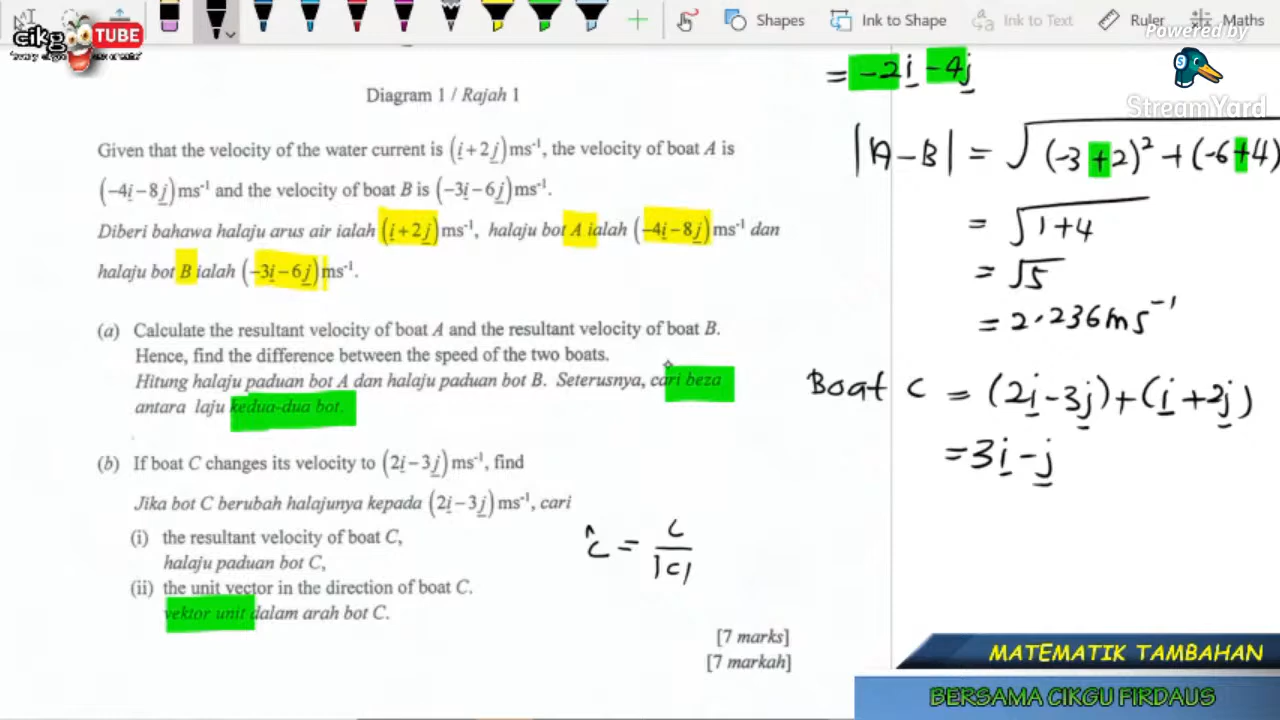 Shapes
Ink to Shape
Ink to Text
Ruler
Maths
cikg TUBE
Powered by
StreamYard
Diagram 1 / Rajah 1
Given that the velocity of the water current is (i + 2j) ms⁻¹, the velocity of boat A is
(−4i − 8j) ms⁻¹ and the velocity of boat B is (−3i − 6j) ms⁻¹.
Diberi bahawa halaju arus air ialah (i + 2j) ms⁻¹, halaju bot A ialah (−4i − 8j) ms⁻¹ dan
halaju bot B ialah (−3i − 6j) ms⁻¹.
(a) Calculate the resultant velocity of boat A and the resultant velocity of boat B.
Hence, find the difference between the speed of the two boats.
Hitung halaju paduan bot A dan halaju paduan bot B. Seterusnya, cari beza
antara laju kedua-dua bot.
(b) If boat C changes its velocity to (2i − 3j) ms⁻¹, find
Jika bot C berubah halajunya kepada (2i − 3j) ms⁻¹, cari
(i) the resultant velocity of boat C,
halaju paduan bot C,
(ii) the unit vector in the direction of boat C.
vektor unit dalam arah bot C.
[7 marks]
[7 markah]
ĉ = c / |c|
= −2i − 4j
|A − B| = √(−3 + 2)² + (−6 + 4)
= √1 + 4
= √5
= 2.236 ms⁻¹
Boat C = (2i − 3j) + (i + 2j)
= 3i − j
MATEMATIK TAMBAHAN
BERSAMA CIKGU FIRDAUS